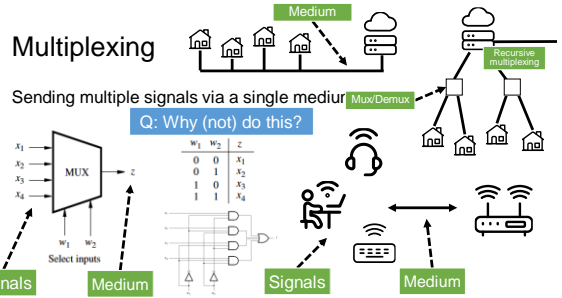 Medium
Multiplexing
Recursive
multiplexing
Sending multiple signals via a single medium
Mux/Demux
Q: Why (not) do this?
w1 w2 z
0 0 x1
0 1 x2
1 0 x3
1 1 x4
x1
x2
x3
x4
MUX
z
w1 w2
Select inputs
nals
Medium
Signals
Medium